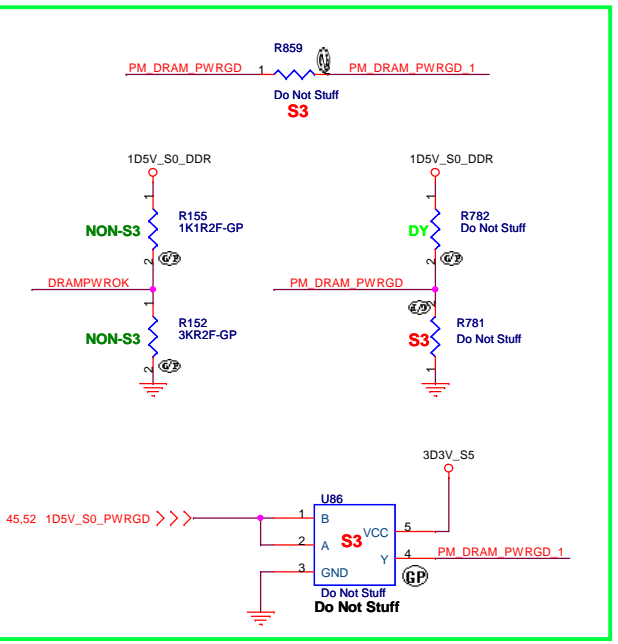 R859
PM_DRAM_PWRGD 1 PM_DRAM_PWRGD_1
Do Not Stuff
S3
1D5V_S0_DDR
1
NON-S3
R155
1K1R2F-GP
2
DRAMPWROK
1
NON-S3
R152
3KR2F-GP
2
1D5V_S0_DDR
1
DY
R782
Do Not Stuff
2
PM_DRAM_PWRGD
2
S3
R781
Do Not Stuff
1
3D3V_S5
U86
45,52 1D5V_S0_PWRGD
1 B
VCC 5
2 A
S3
Y 4 PM_DRAM_PWRGD_1
3 GND
GP
Do Not Stuff
Do Not Stuff